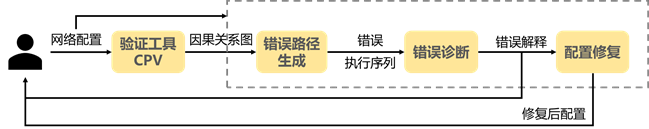 网络配置
验证工具
CPV
因果关系图
错误路径
生成
错误
执行序列
错误诊断
错误解释
配置修复
修复后配置